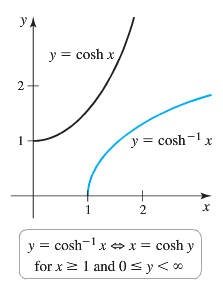 y
y = cosh x
2
1
y = cosh⁻¹ x
1
2
x
y = cosh⁻¹ x ⇔ x = cosh y
for x ≥ 1 and 0 ≤ y < ∞